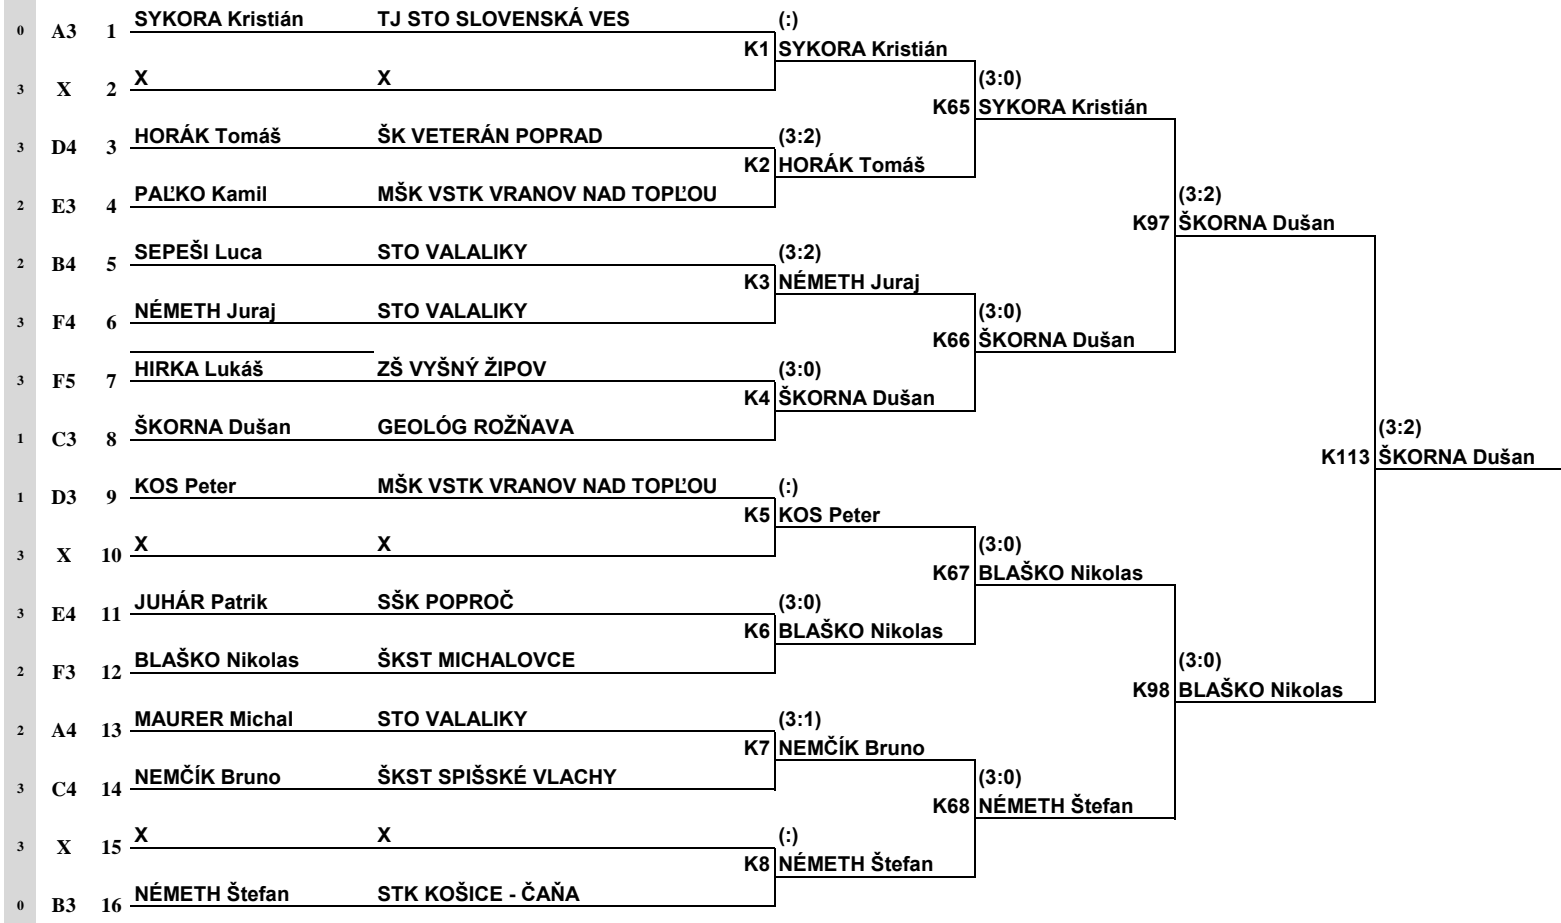 0 A3 1 SYKORA Kristián TJ STO SLOVENSKÁ VES (:)
K1 SYKORA Kristián
3 X 2 X X (3:0)
K65 SYKORA Kristián
3 D4 3 HORÁK Tomáš ŠK VETERÁN POPRAD (3:2)
K2 HORÁK Tomáš
2 E3 4 PAĽKO Kamil MŠK VSTK VRANOV NAD TOPĽOU (3:2)
K97 ŠKORNA Dušan
2 B4 5 SEPEŠI Luca STO VALALIKY (3:2)
K3 NÉMETH Juraj
3 F4 6 NÉMETH Juraj STO VALALIKY (3:0)
K66 ŠKORNA Dušan
3 F5 7 HIRKA Lukáš ZŠ VYŠNÝ ŽIPOV (3:0)
K4 ŠKORNA Dušan
1 C3 8 ŠKORNA Dušan GEOLÓG ROŽŇAVA (3:2)
K113 ŠKORNA Dušan
1 D3 9 KOS Peter MŠK VSTK VRANOV NAD TOPĽOU (:)
K5 KOS Peter
3 X 10 X X (3:0)
K67 BLAŠKO Nikolas
3 E4 11 JUHÁR Patrik SŠK POPROČ (3:0)
K6 BLAŠKO Nikolas
2 F3 12 BLAŠKO Nikolas ŠKST MICHALOVCE (3:0)
K98 BLAŠKO Nikolas
2 A4 13 MAURER Michal STO VALALIKY (3:1)
K7 NEMČÍK Bruno
3 C4 14 NEMČÍK Bruno ŠKST SPIŠSKÉ VLACHY (3:0)
K68 NÉMETH Štefan
3 X 15 X X (:)
K8 NÉMETH Štefan
0 B3 16 NÉMETH Štefan STK KOŠICE - ČAŇA